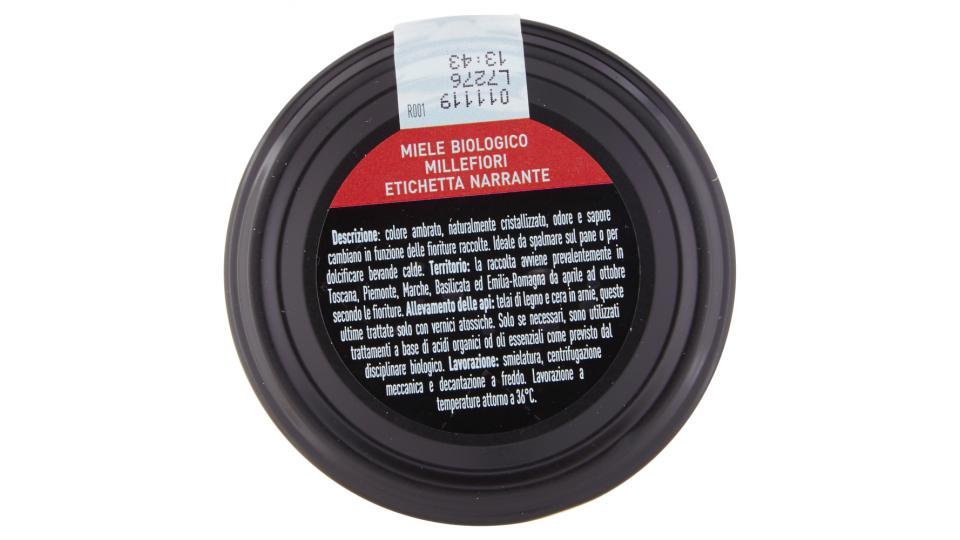 13:43
L7276
011119
R001
MIELE BIOLOGICO
MILLEFIORI
ETICHETTA NARRANTE
Descrizione: colore ambrato, naturalmente cristallizzato, odore e sapore
cambiano in funzione delle fioriture raccolte. Ideale da spalmare sul pane o per
dolcificare bevande calde. Territorio: la raccolta avviene prevalentemente in
Toscana, Piemonte, Marche, Basilicata ed Emilia-Romagna da aprile ad ottobre
secondo le fioriture. Allevamento delle api: telai di legno e cera in arnie, queste
ultime trattate solo con vernici atossiche. Solo se necessari, sono utilizzati
trattamenti a base di acidi organici od oli essenziali come previsto dal
disciplinare biologico. Lavorazione: smielatura, centrifugazione
meccanica e decantazione a freddo. Lavorazione a
temperature attorno a 36°C.